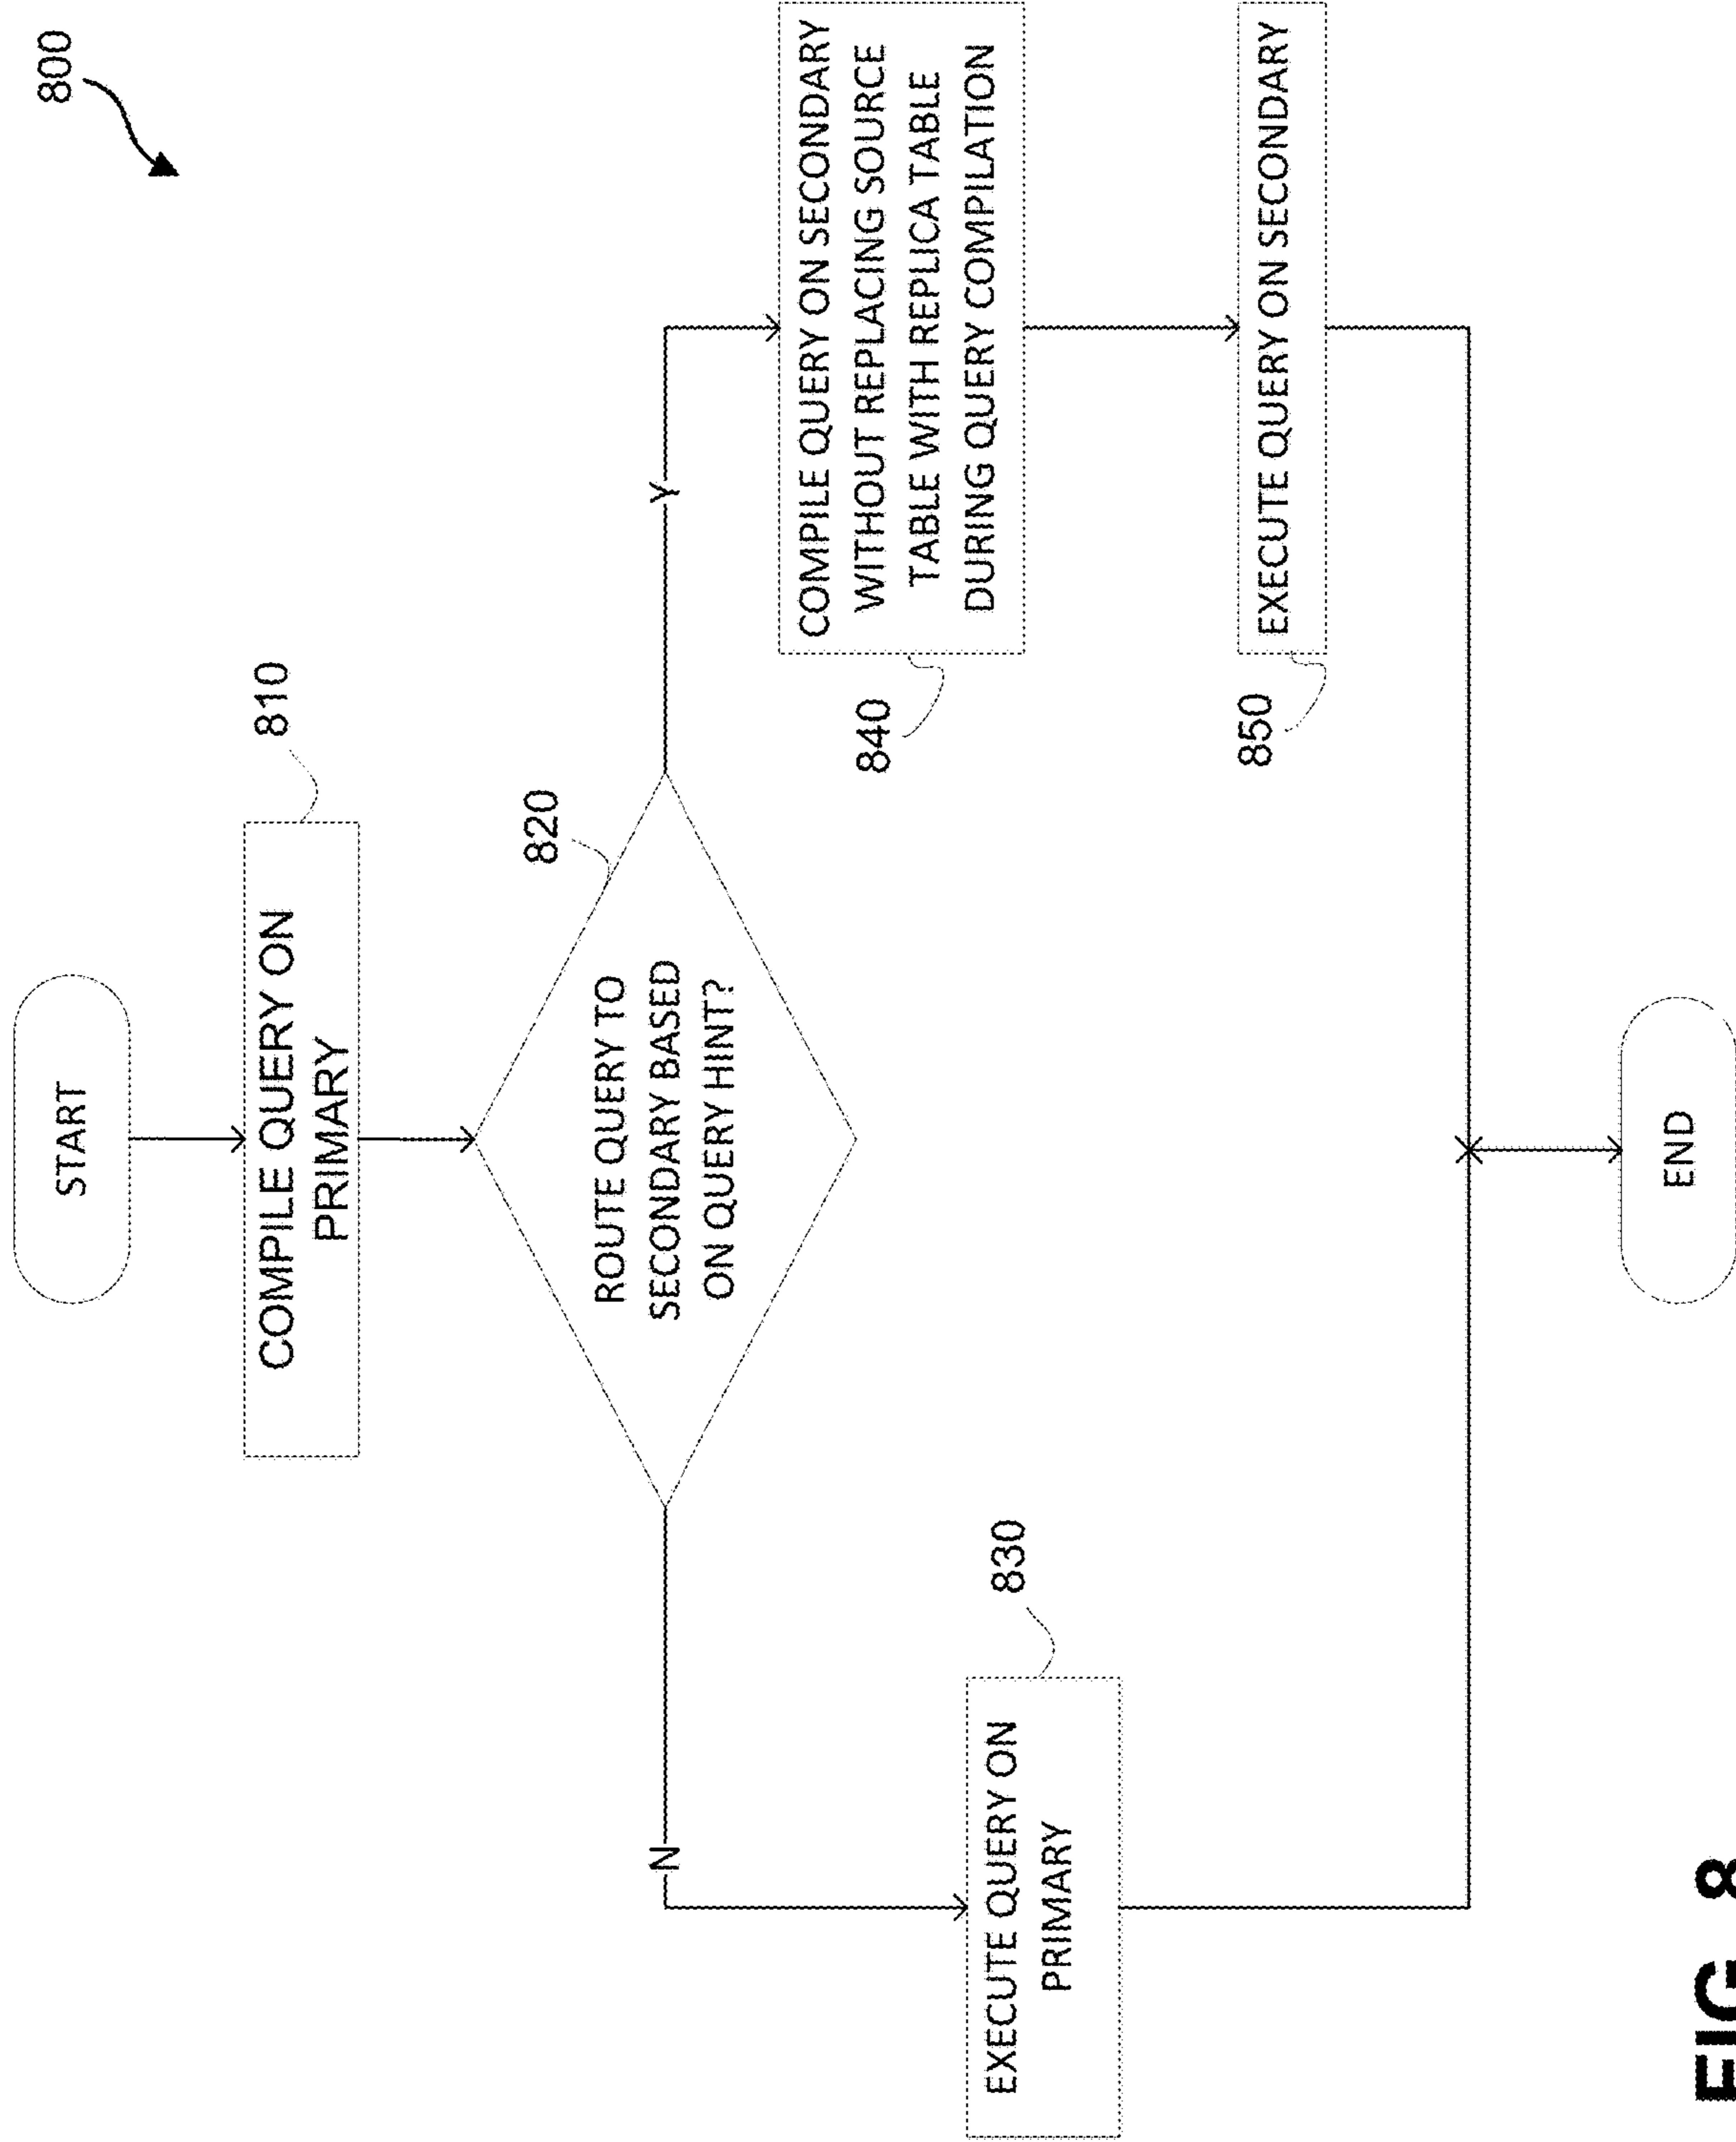 800
START
COMPILE QUERY ON
PRIMARY
810
820
ROUTE QUERY TO
SECONDARY BASED
ON QUERY HINT?
N
Y
EXECUTE QUERY ON
PRIMARY
830
COMPILE QUERY ON SECONDARY
WITHOUT REPLACING SOURCE
TABLE WITH REPLICA TABLE
DURING QUERY COMPILATION
840
EXECUTE QUERY ON SECONDARY
850
END
FIG. 8